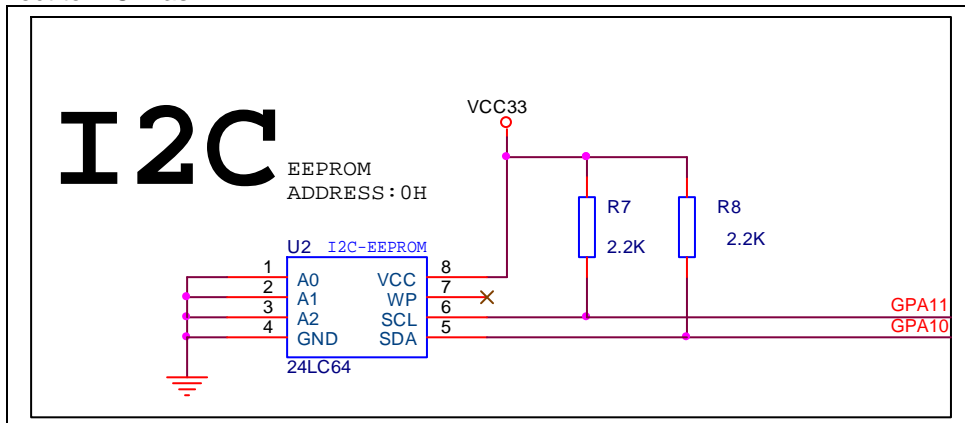 I2C
EEPROM
ADDRESS:0H
VCC33
R7
2.2K
R8
2.2K
U2 I2C-EEPROM
1 A0 VCC 8
2 A1 WP 7
3 A2 SCL 6
4 GND SDA 5
24LC64
GPA11
GPA10